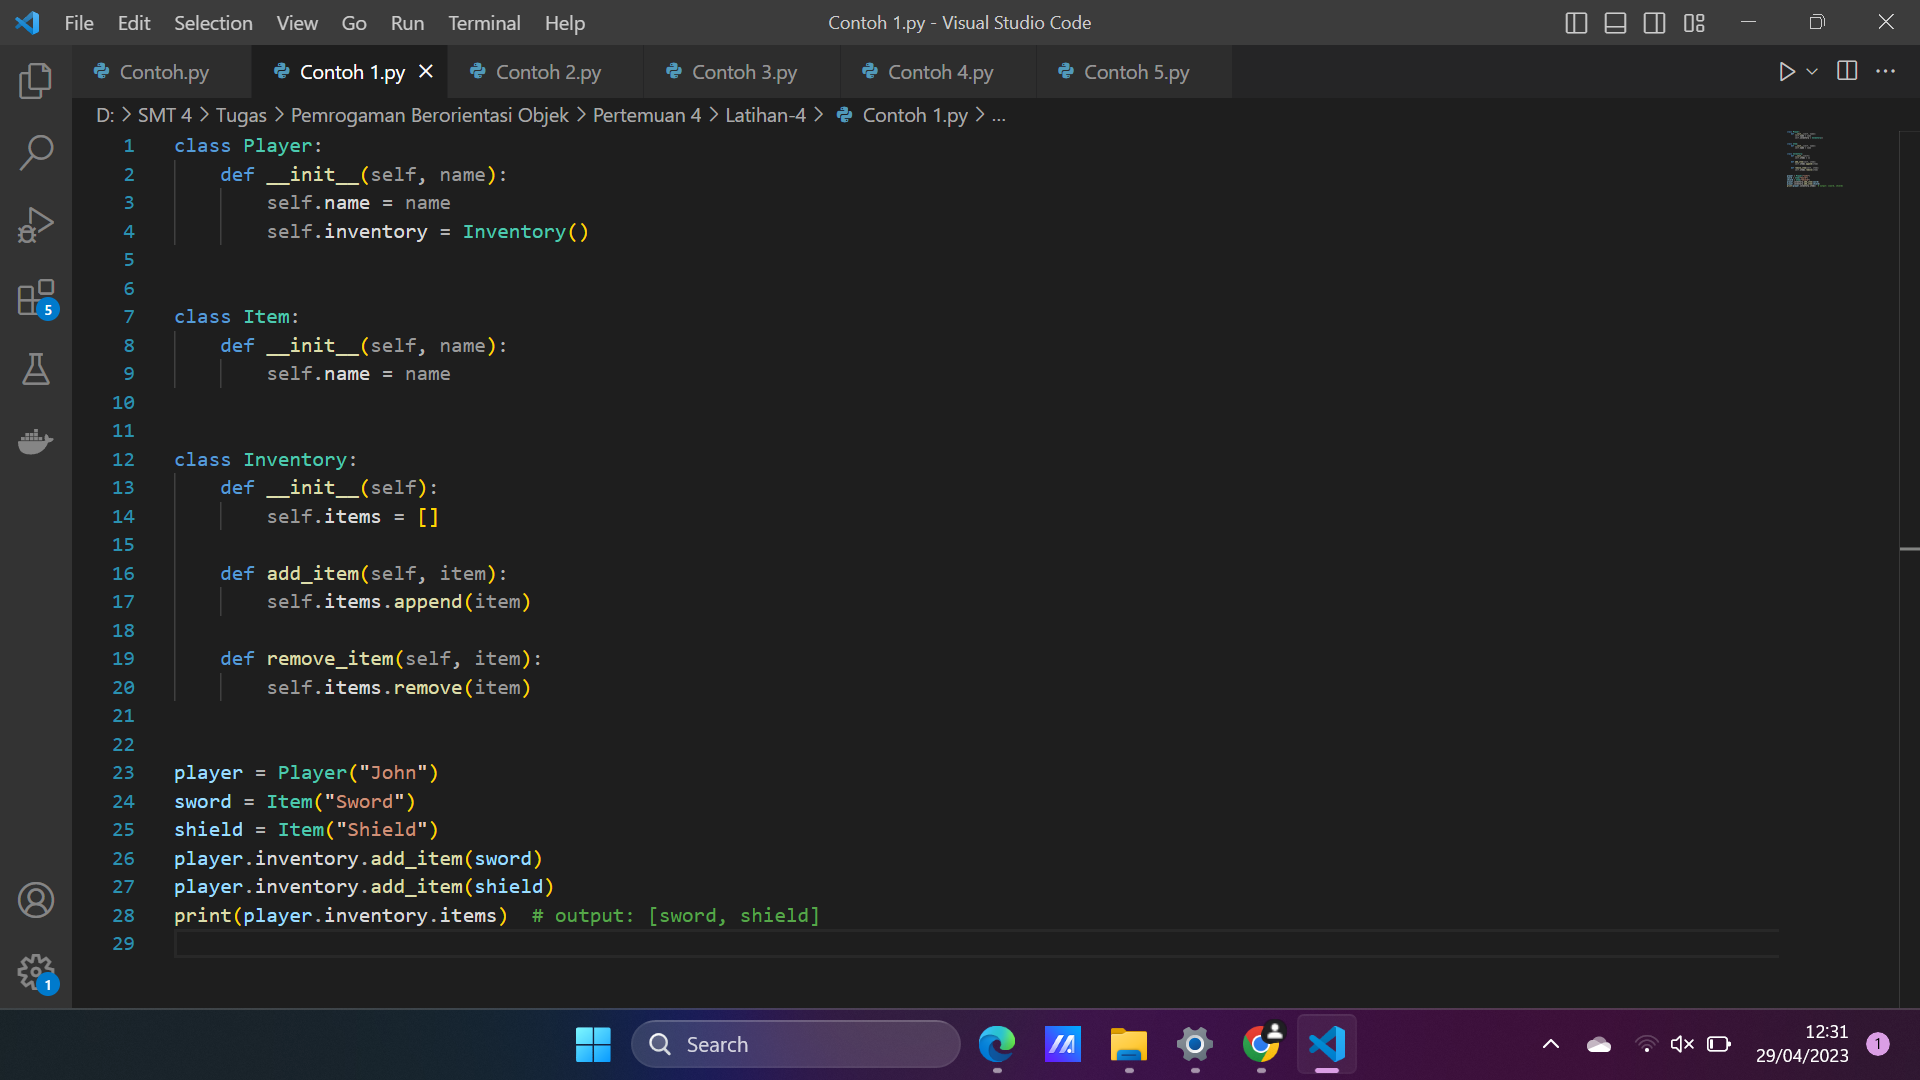 File Edit Selection View Go Run Terminal Help
Contoh 1.py - Visual Studio Code
Contoh.py
Contoh 1.py
Contoh 2.py
Contoh 3.py
Contoh 4.py
Contoh 5.py
D: > SMT 4 > Tugas > Pemrogaman Berorientasi Objek > Pertemuan 4 > Latihan-4 > Contoh 1.py > ...
1 class Player:
2     def __init__(self, name):
3         self.name = name
4         self.inventory = Inventory()
5
6
7 class Item:
8     def __init__(self, name):
9         self.name = name
10
11
12 class Inventory:
13     def __init__(self):
14         self.items = []
15
16     def add_item(self, item):
17         self.items.append(item)
18
19     def remove_item(self, item):
20         self.items.remove(item)
21
22
23 player = Player("John")
24 sword = Item("Sword")
25 shield = Item("Shield")
26 player.inventory.add_item(sword)
27 player.inventory.add_item(shield)
28 print(player.inventory.items)  # output: [sword, shield]
29
5
1
Search
12:31
29/04/2023
1